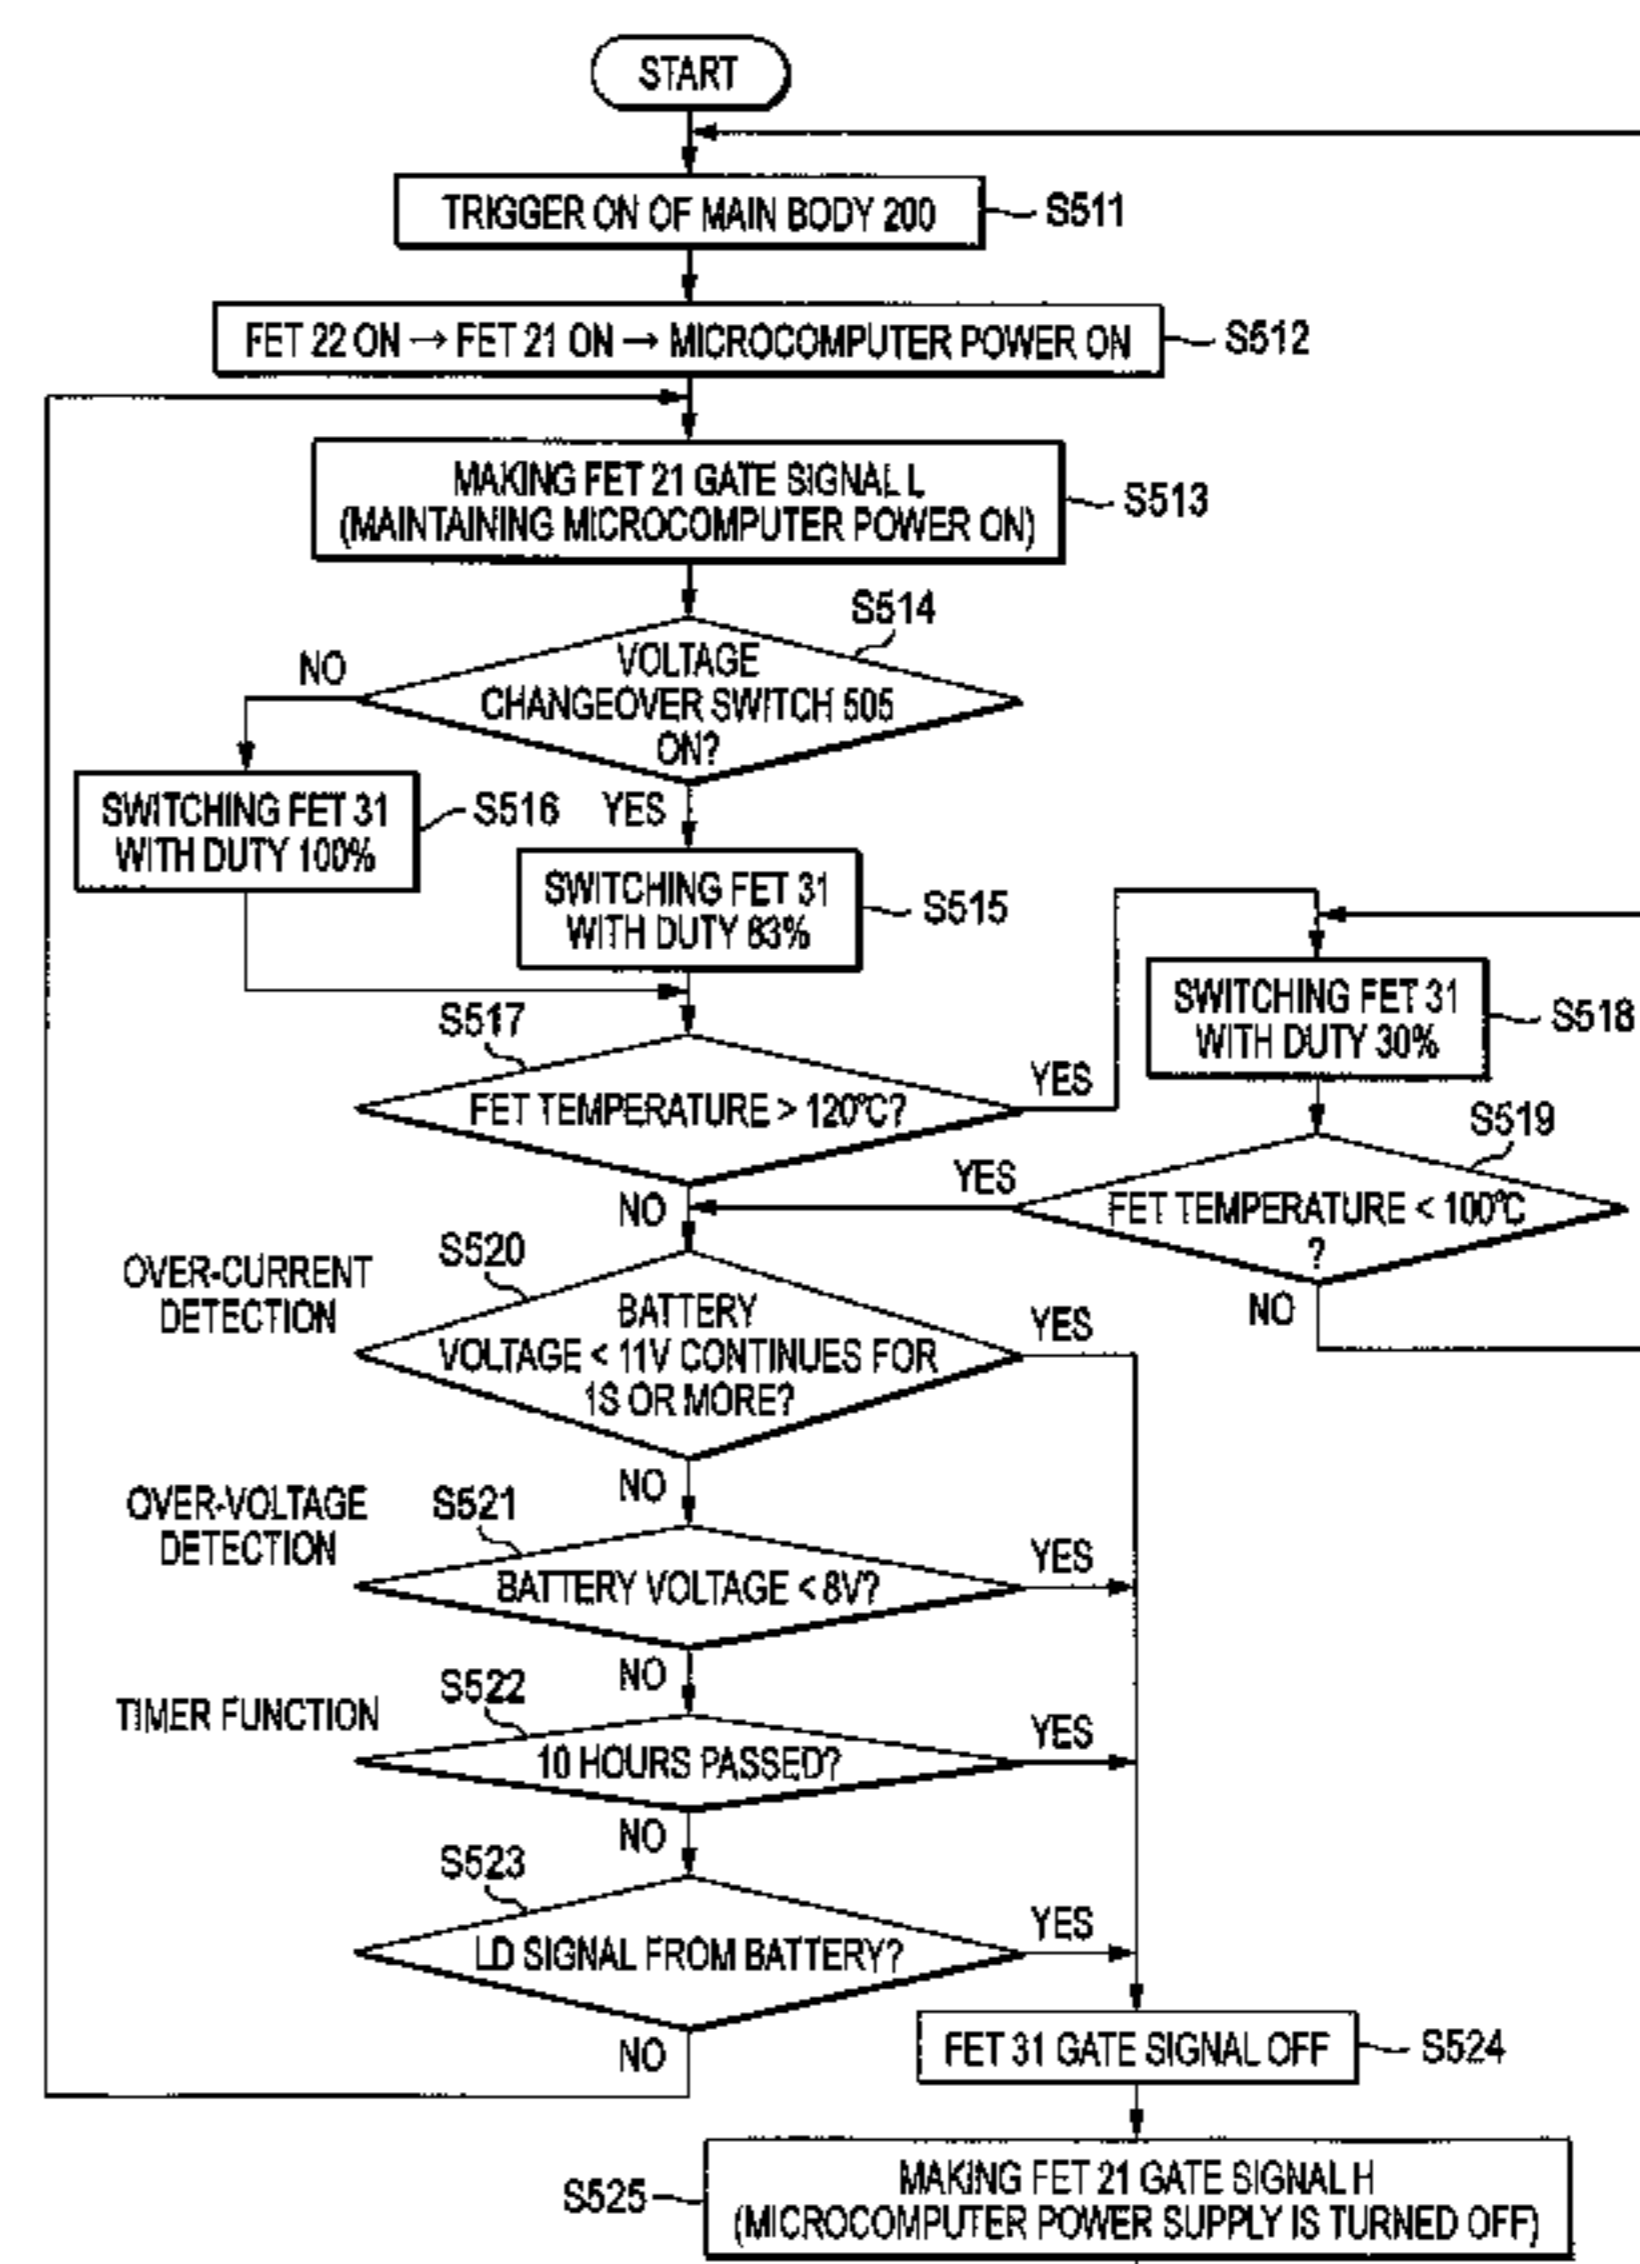 START
TRIGGER ON OF MAIN BODY 200
S511
FET 22 ON → FET 21 ON → MICROCOMPUTER POWER ON
S512
MAKING FET 21 GATE SIGNAL L
(MAINTAINING MICROCOMPUTER POWER ON)
S513
S514
VOLTAGE
CHANGEOVER SWITCH 505
ON?
NO
YES
SWITCHING FET 31
WITH DUTY 100%
S516
SWITCHING FET 31
WITH DUTY 83%
S515
S517
FET TEMPERATURE > 120°C?
YES
NO
SWITCHING FET 31
WITH DUTY 30%
S518
S519
FET TEMPERATURE < 100°C
?
YES
NO
OVER-CURRENT
DETECTION
S520
BATTERY
VOLTAGE < 11V CONTINUES FOR
1S OR MORE?
YES
NO
OVER-VOLTAGE
DETECTION
S521
BATTERY VOLTAGE < 8V?
YES
NO
TIMER FUNCTION
S522
10 HOURS PASSED?
YES
NO
S523
LD SIGNAL FROM BATTERY?
YES
NO
FET 31 GATE SIGNAL OFF
S524
S525
MAKING FET 21 GATE SIGNAL H
(MICROCOMPUTER POWER SUPPLY IS TURNED OFF)